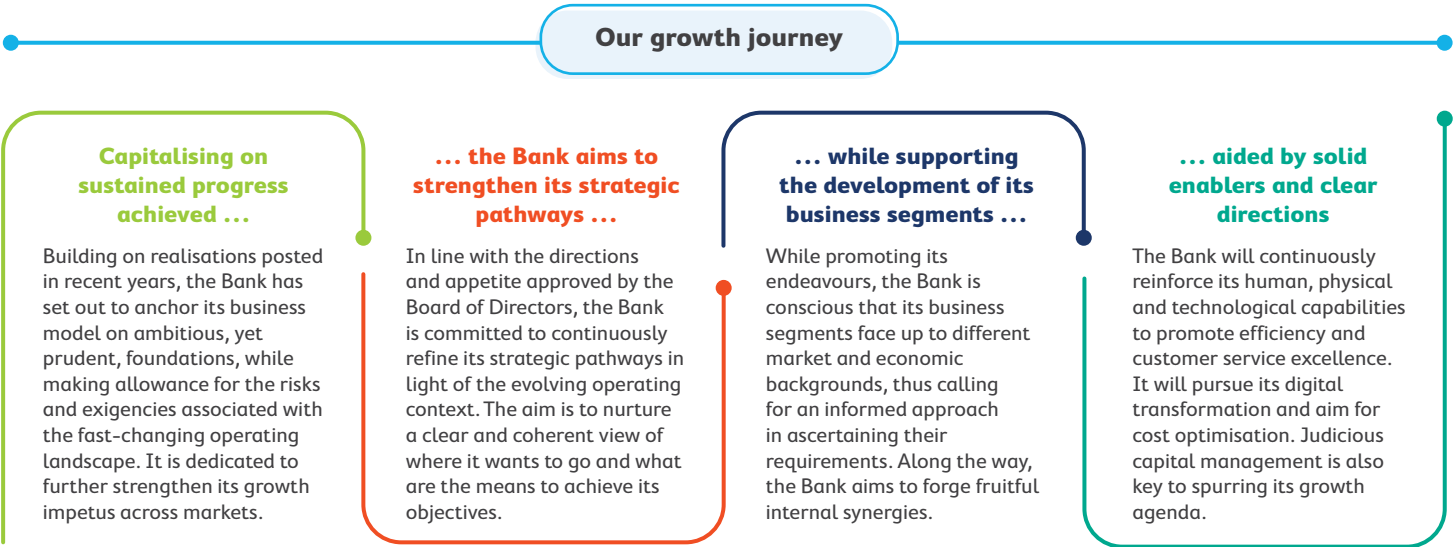 Our growth journey
Capitalising on
sustained progress
achieved ...
Building on realisations posted
in recent years, the Bank has
set out to anchor its business
model on ambitious, yet
prudent, foundations, while
making allowance for the risks
and exigencies associated with
the fast-changing operating
landscape. It is dedicated to
further strengthen its growth
impetus across markets.
... the Bank aims to
strengthen its strategic
pathways ...
In line with the directions
and appetite approved by the
Board of Directors, the Bank
is committed to continuously
refine its strategic pathways in
light of the evolving operating
context. The aim is to nurture
a clear and coherent view of
where it wants to go and what
are the means to achieve its
objectives.
... while supporting
the development of its
business segments ...
While promoting its
endeavours, the Bank is
conscious that its business
segments face up to different
market and economic
backgrounds, thus calling
for an informed approach
in ascertaining their
requirements. Along the way,
the Bank aims to forge fruitful
internal synergies.
... aided by solid
enablers and clear
directions
The Bank will continuously
reinforce its human, physical
and technological capabilities
to promote efficiency and
customer service excellence.
It will pursue its digital
transformation and aim for
cost optimisation. Judicious
capital management is also
key to spurring its growth
agenda.